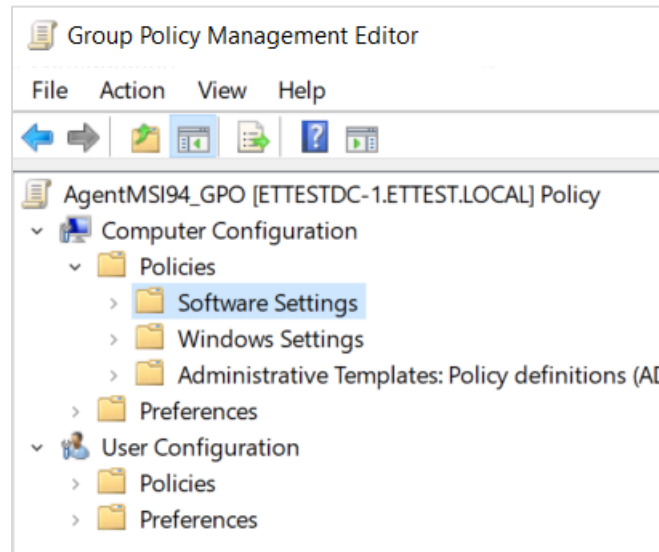 Group Policy Management Editor
File Action View Help
AgentMSI94_GPO [ETTESTDC-1.ETTEST.LOCAL] Policy
Computer Configuration
Policies
Software Settings
Windows Settings
Administrative Templates: Policy definitions (AD
Preferences
User Configuration
Policies
Preferences